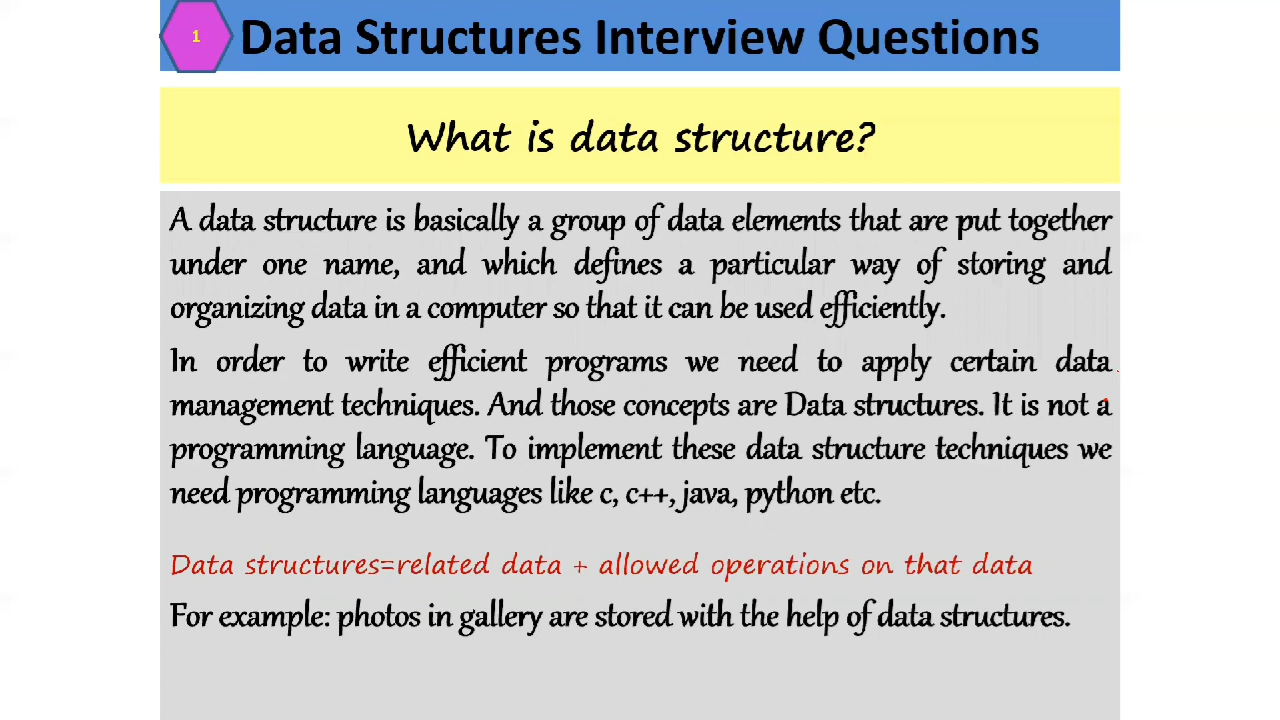 1
Data Structures Interview Questions
What is data structure?
A data structure is basically a group of data elements that are put together
under one name, and which defines a particular way of storing and
organizing data in a computer so that it can be used efficiently.
In order to write efficient programs we need to apply certain data
management techniques. And those concepts are Data structures. It is not a
programming language. To implement these data structure techniques we
need programming languages like c, c++, java, python etc.
Data structures=related data + allowed operations on that data
For example: photos in gallery are stored with the help of data structures.